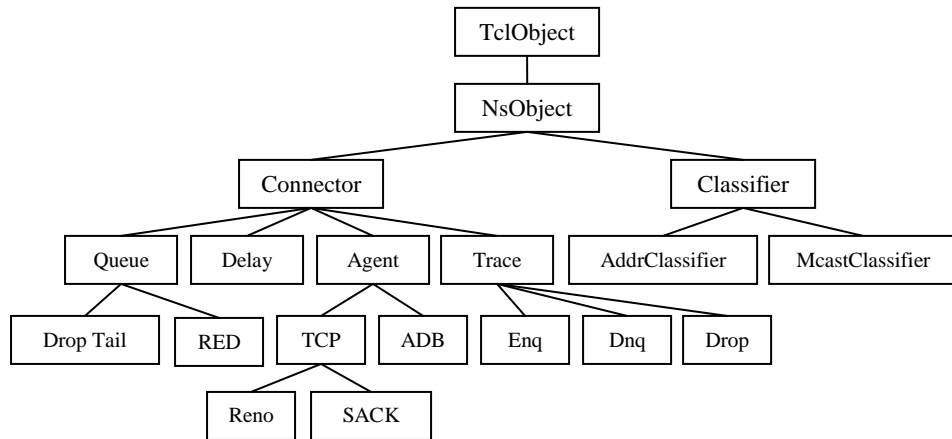 TclObject
NsObject
Connector
Classifier
Queue
Delay
Agent
Trace
AddrClassifier
McastClassifier
Drop Tail
RED
TCP
ADB
Enq
Dnq
Drop
Reno
SACK